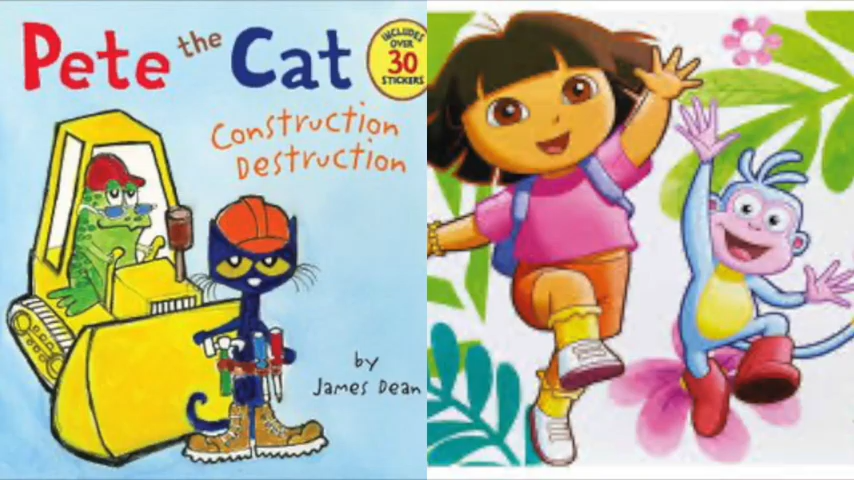 Pete the Cat
INCLUDES
OVER
30
STICKERS
Construction
Destruction
by
James Dean